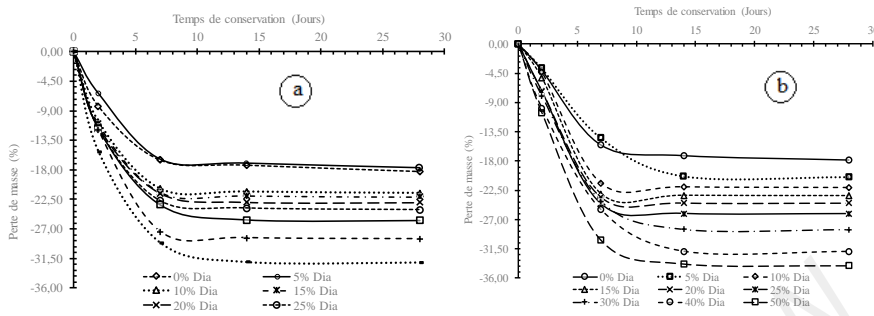 Temps de conservation (Jours)
0 5 10 15 20 25 30
0,00
-4,50
-9,00
-13,50
-18,00
-22,50
-27,00
-31,50
-36,00
Perte de masse (%)
a
0% Dia 5% Dia
10% Dia 15% Dia
20% Dia 25% Dia
Temps de conservation (Jours)
0 5 10 15 20 25 30
0,00
-4,50
-9,00
-13,50
-18,00
-22,50
-27,00
-31,50
-36,00
Perte de masse (%)
b
0% Dia 5% Dia 10% Dia
15% Dia 20% Dia 25% Dia
30% Dia 40% Dia 50% Dia